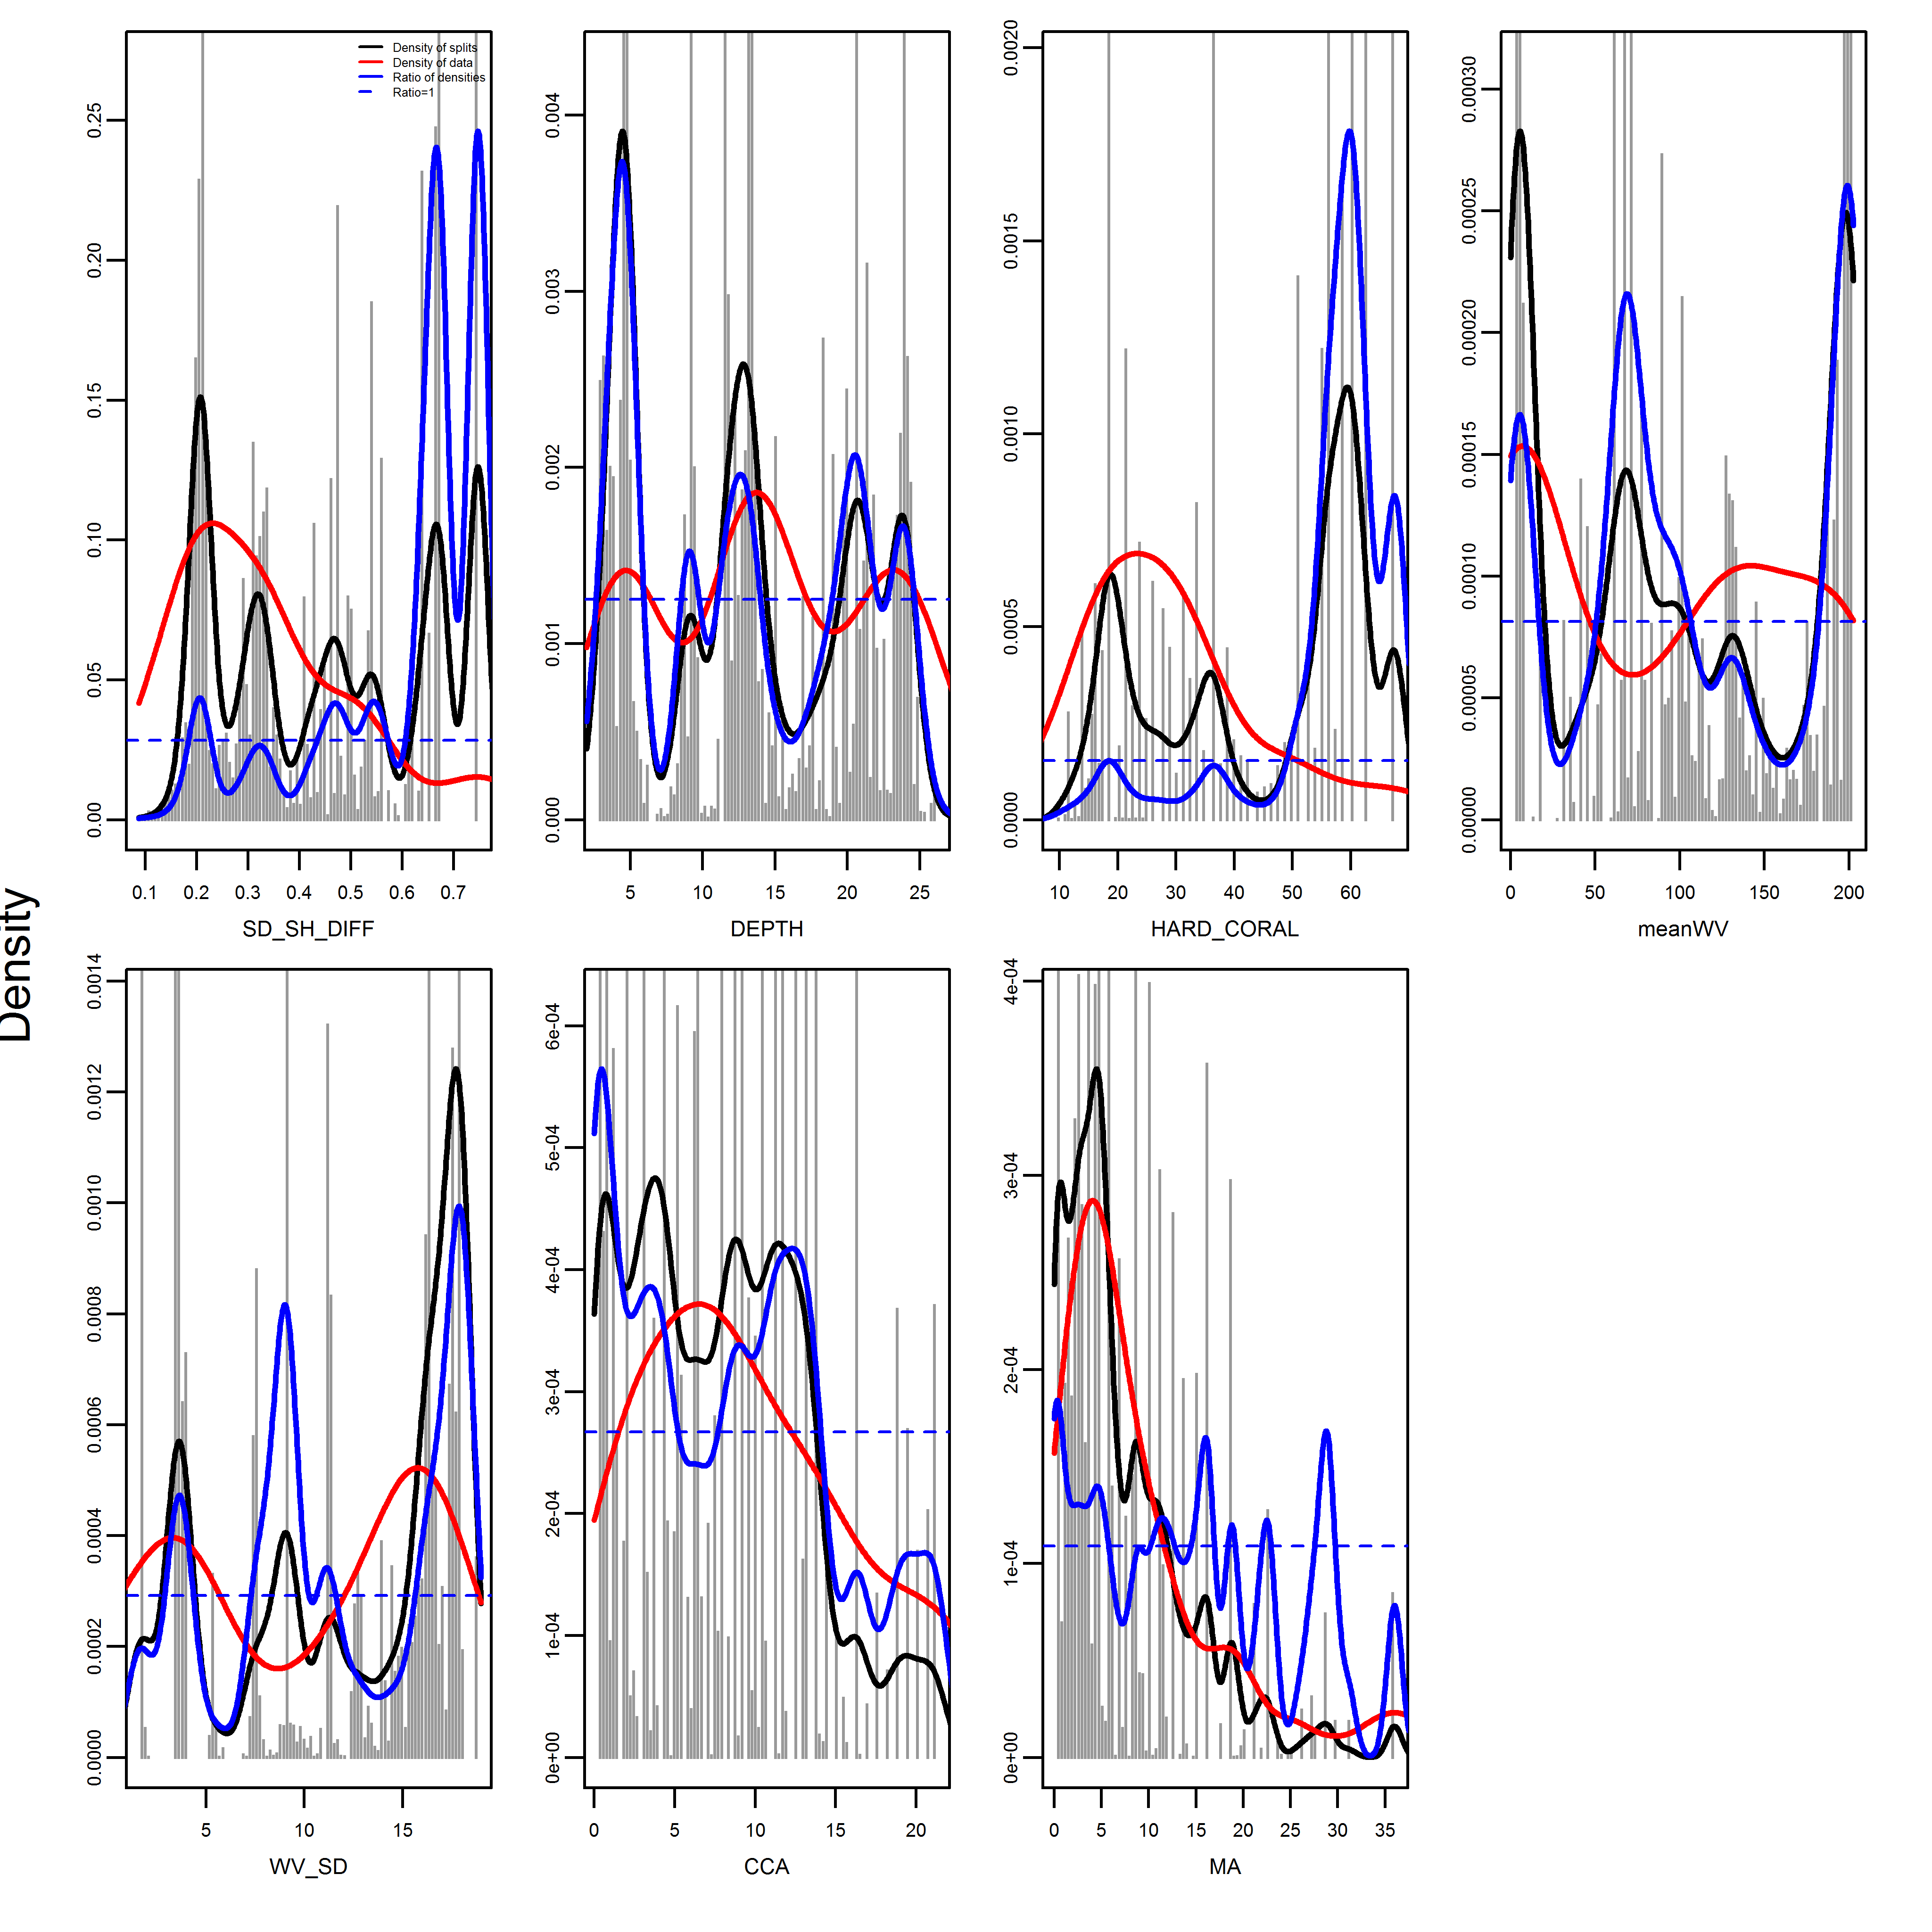 Density
Density of splits
Density of data
Ratio of densities
Ratio=1
0.00 0.05 0.10 0.15 0.20 0.25
0.1 0.2 0.3 0.4 0.5 0.6 0.7
SD_SH_DIFF
0.000 0.001 0.002 0.003 0.004
5 10 15 20 25
DEPTH
0.0000 0.0005 0.0010 0.0015 0.0020
10 20 30 40 50 60
HARD_CORAL
0.00000 0.00005 0.00010 0.00015 0.00020 0.00025 0.00030
0 50 100 150 200
meanWV
0.0000 0.0002 0.0004 0.0006 0.0008 0.0010 0.0012 0.0014
5 10 15
WV_SD
0e+00 1e-04 2e-04 3e-04 4e-04 5e-04 6e-04
0 5 10 15 20
CCA
0e+00 1e-04 2e-04 3e-04 4e-04
0 5 10 15 20 25 30 35
MA